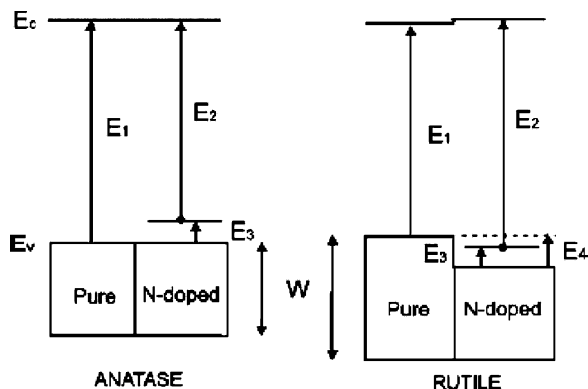 Ec
E1
E2
E3
Ev
Pure
N-doped
ANATASE
W
E1
E2
E3
E4
Pure
N-doped
RUTILE